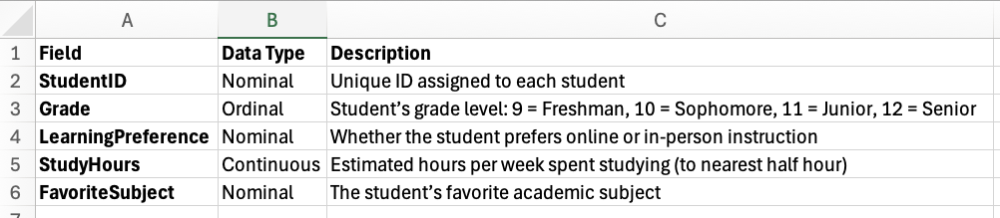 A B C
1 Field Data Type Description
2 StudentID Nominal Unique ID assigned to each student
3 Grade Ordinal Student’s grade level: 9 = Freshman, 10 = Sophomore, 11 = Junior, 12 = Senior
4 LearningPreference Nominal Whether the student prefers online or in-person instruction
5 StudyHours Continuous Estimated hours per week spent studying (to nearest half hour)
6 FavoriteSubject Nominal The student’s favorite academic subject